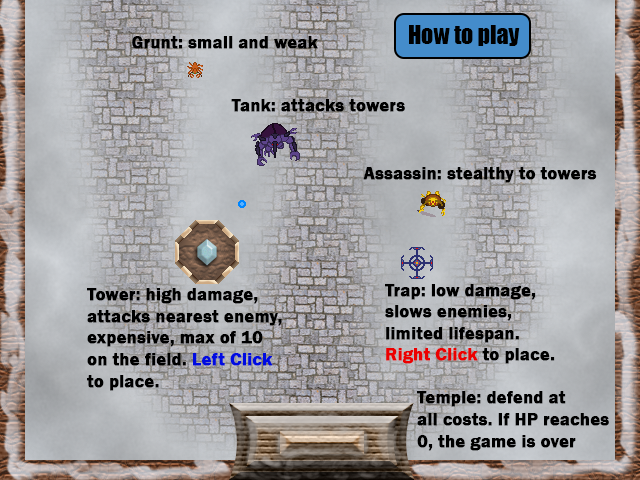 How to play
Grunt: small and weak
Tank: attacks towers
Assassin: stealthy to towers
Tower: high damage,
attacks nearest enemy,
expensive, max of 10
on the field. Left Click
to place.
Trap: low damage,
slows enemies,
limited lifespan.
Right Click to place.
Temple: defend at
all costs. If HP reaches
0, the game is over